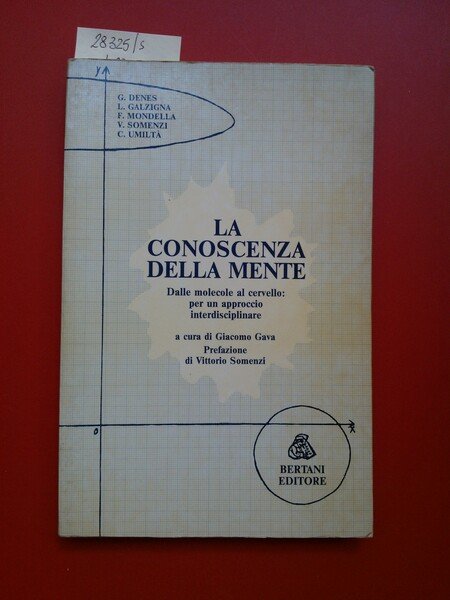 28325/s
y
G. DENES
L. GALZIGNA
F. MONDELLA
V. SOMENZI
C. UMILTÀ
LA
CONOSCENZA
DELLA MENTE
Dalle molecole al cervello:
per un approccio
interdisciplinare
a cura di Giacomo Gava
Prefazione
di Vittorio Somenzi
0
x
BERTANI
EDITORE